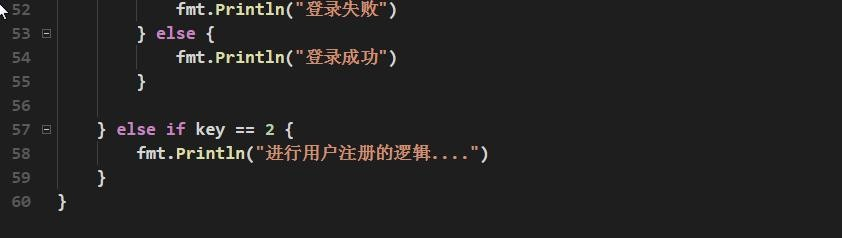 52 fmt.Println("登录失败")
53 } else {
54 fmt.Println("登录成功")
55 }
56
57 } else if key == 2 {
58 fmt.Println("进行用户注册的逻辑....")
59 }
60 }